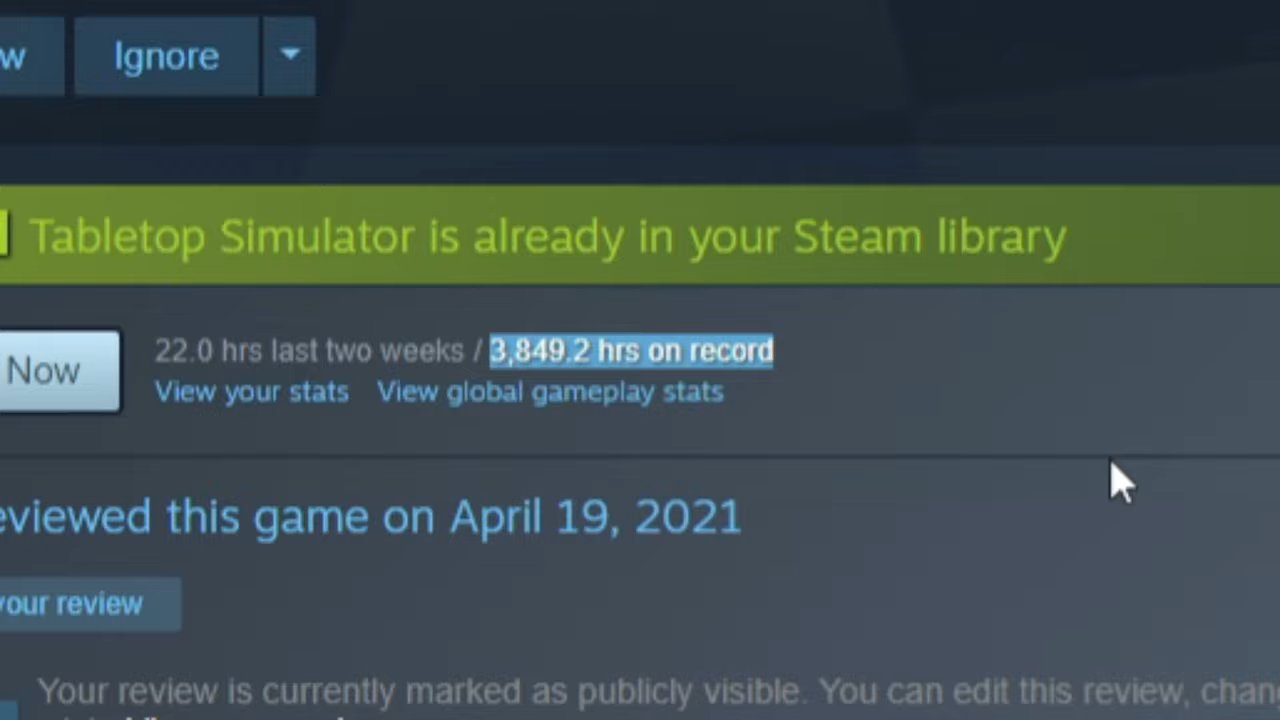 Ignore
Tabletop Simulator is already in your Steam library
Now
22.0 hrs last two weeks / 3,849.2 hrs on record
View your stats View global gameplay stats
eviewed this game on April 19, 2021
your review
Your review is currently marked as publicly visible. You can edit this review,